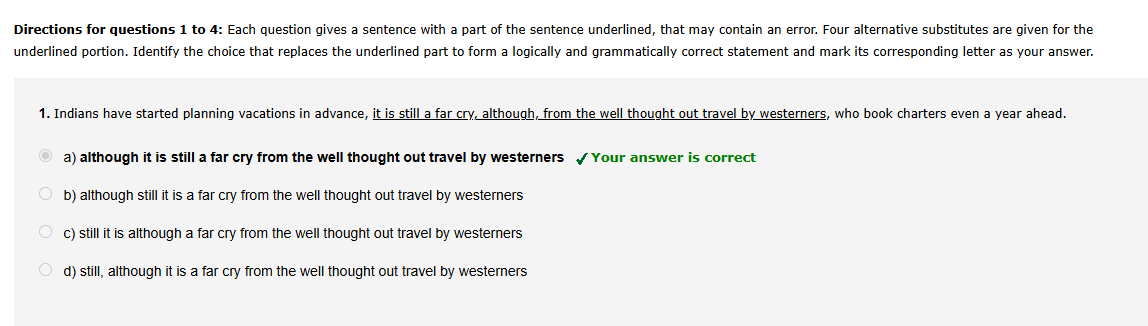 Directions for questions 1 to 4: Each question gives a sentence with a part of the sentence underlined, that may contain an error. Four alternative substitutes are given for the
underlined portion. Identify the choice that replaces the underlined part to form a logically and grammatically correct statement and mark its corresponding letter as your answer.
1. Indians have started planning vacations in advance, it is still a far cry, although, from the well thought out travel by westerners, who book charters even a year ahead.
a) although it is still a far cry from the well thought out travel by westerners ✓Your answer is correct
b) although still it is a far cry from the well thought out travel by westerners
c) still it is although a far cry from the well thought out travel by westerners
d) still, although it is a far cry from the well thought out travel by westerners